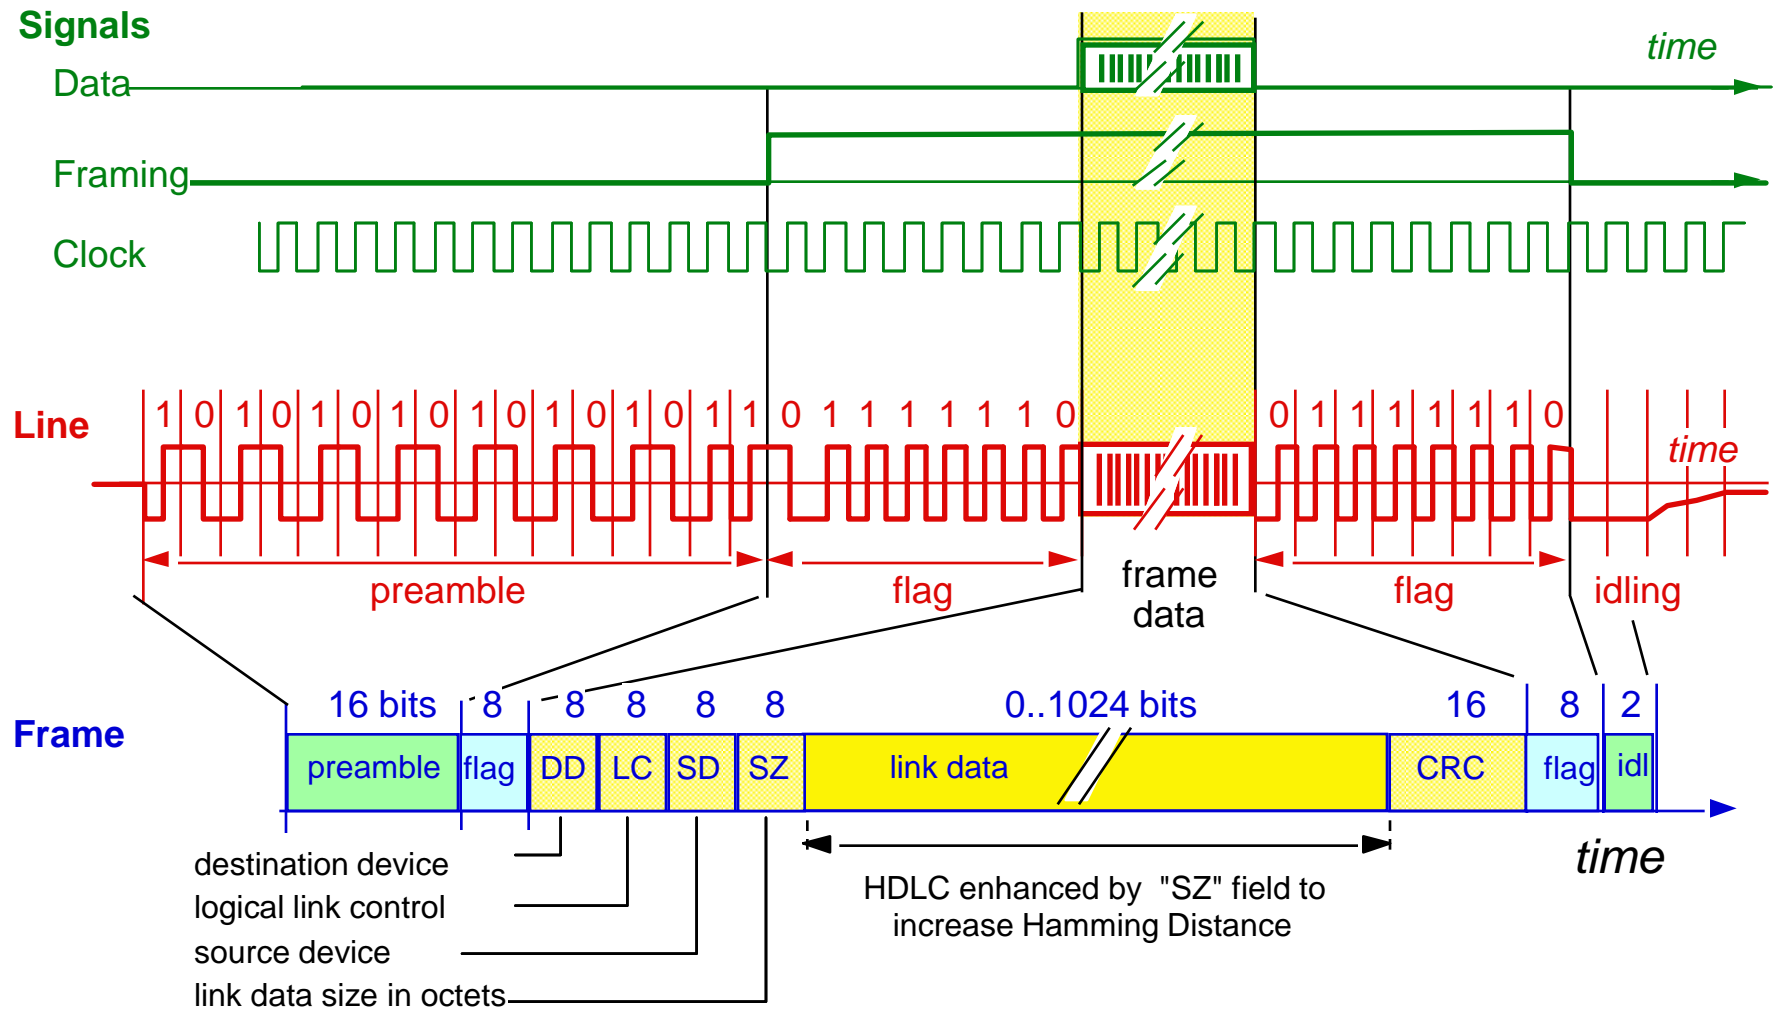 Signals
time
Data
Framing
Clock
Line
1 0 1 0 1 0 1 0 1 0 1 0 1 0 1 1 0 1 1 1 1 1 1 0
0 1 1 1 1 1 1 0
time
preamble
flag
frame
data
flag
idling
16 bits 8 8 8 8 8 0..1024 bits 16 8 2
Frame
preamble flag DD LC SD SZ link data CRC flag idl
time
destination device
logical link control
source device
link data size in octets
HDLC enhanced by "SZ" field to
increase Hamming Distance